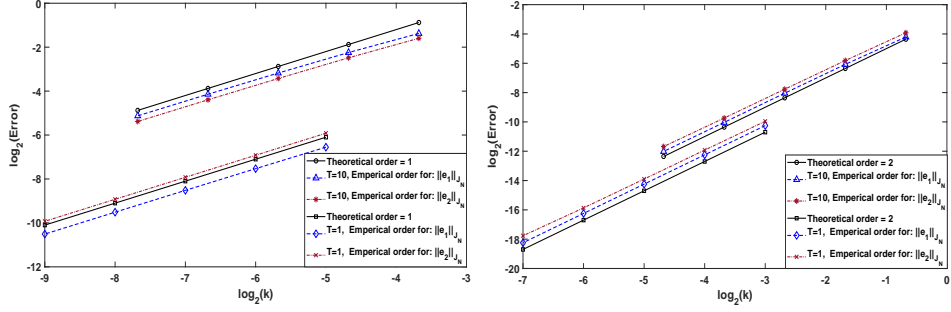 0
-2
-4
-6
-8
-10
-12
log2(Error)
-9
-8
-7
-6
-5
-4
-3
log2(k)
Theoretical order = 1
T=10, Emperical order for: ||e1||JN
T=10, Emperical order for: ||e2||JN
Theoretical order = 1
T=1, Emperical order for: ||e1||JN
T=1, Emperical order for: ||e2||JN
-2
-4
-6
-8
-10
-12
-14
-16
-18
-20
log2(Error)
-7
-6
-5
-4
-3
-2
-1
0
log2(k)
Theoretical order = 2
T=10, Emperical order for: ||e1||JN
T=10, Emperical order for: ||e2||JN
Theoretical order = 2
T=1, Emperical order for: ||e1||JN
T=1, Emperical order for: ||e2||JN